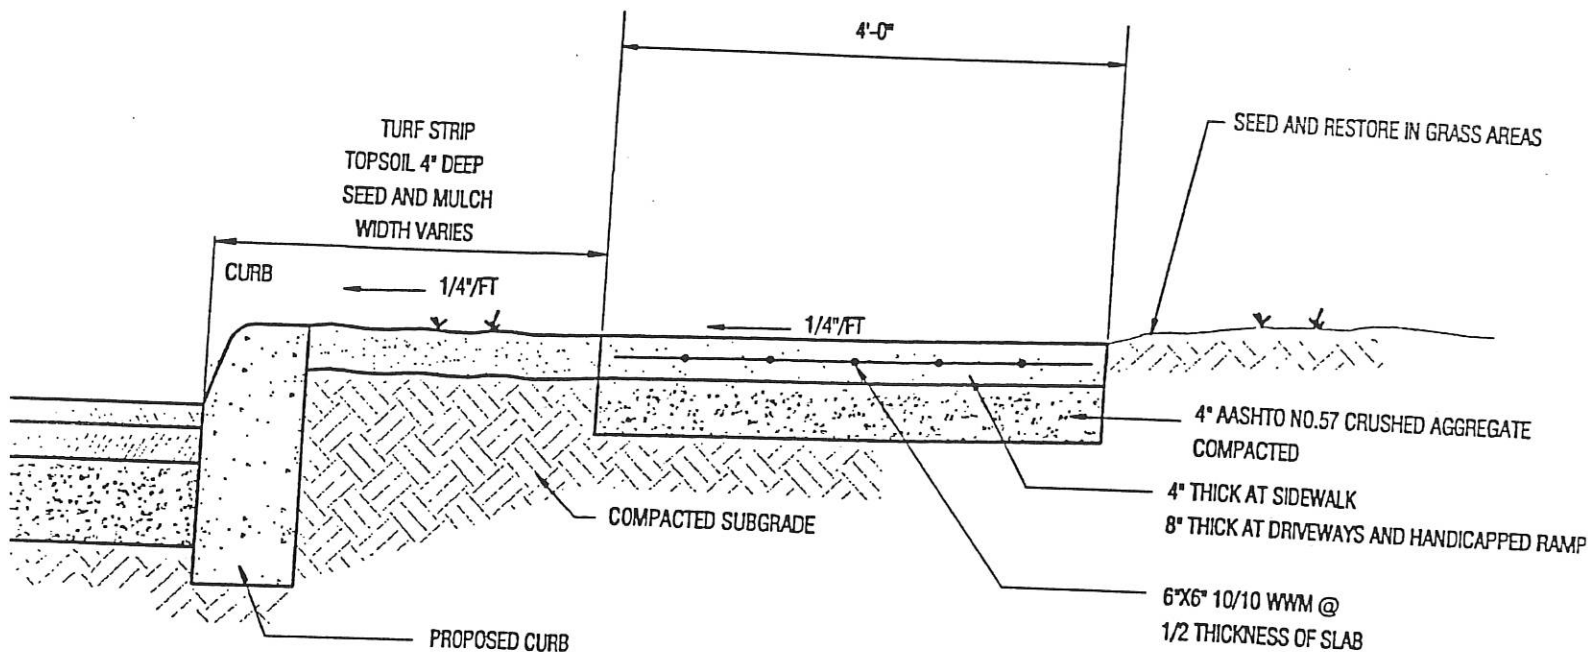 4'-0"
TURF STRIP
TOPSOIL 4" DEEP
SEED AND MULCH
WIDTH VARIES
SEED AND RESTORE IN GRASS AREAS
CURB
1/4"/FT
1/4"/FT
4" AASHTO NO.57 CRUSHED AGGREGATE
COMPACTED
4" THICK AT SIDEWALK
8" THICK AT DRIVEWAYS AND HANDICAPPED RAMP
COMPACTED SUBGRADE
6"X6" 10/10 WWM @
1/2 THICKNESS OF SLAB
PROPOSED CURB